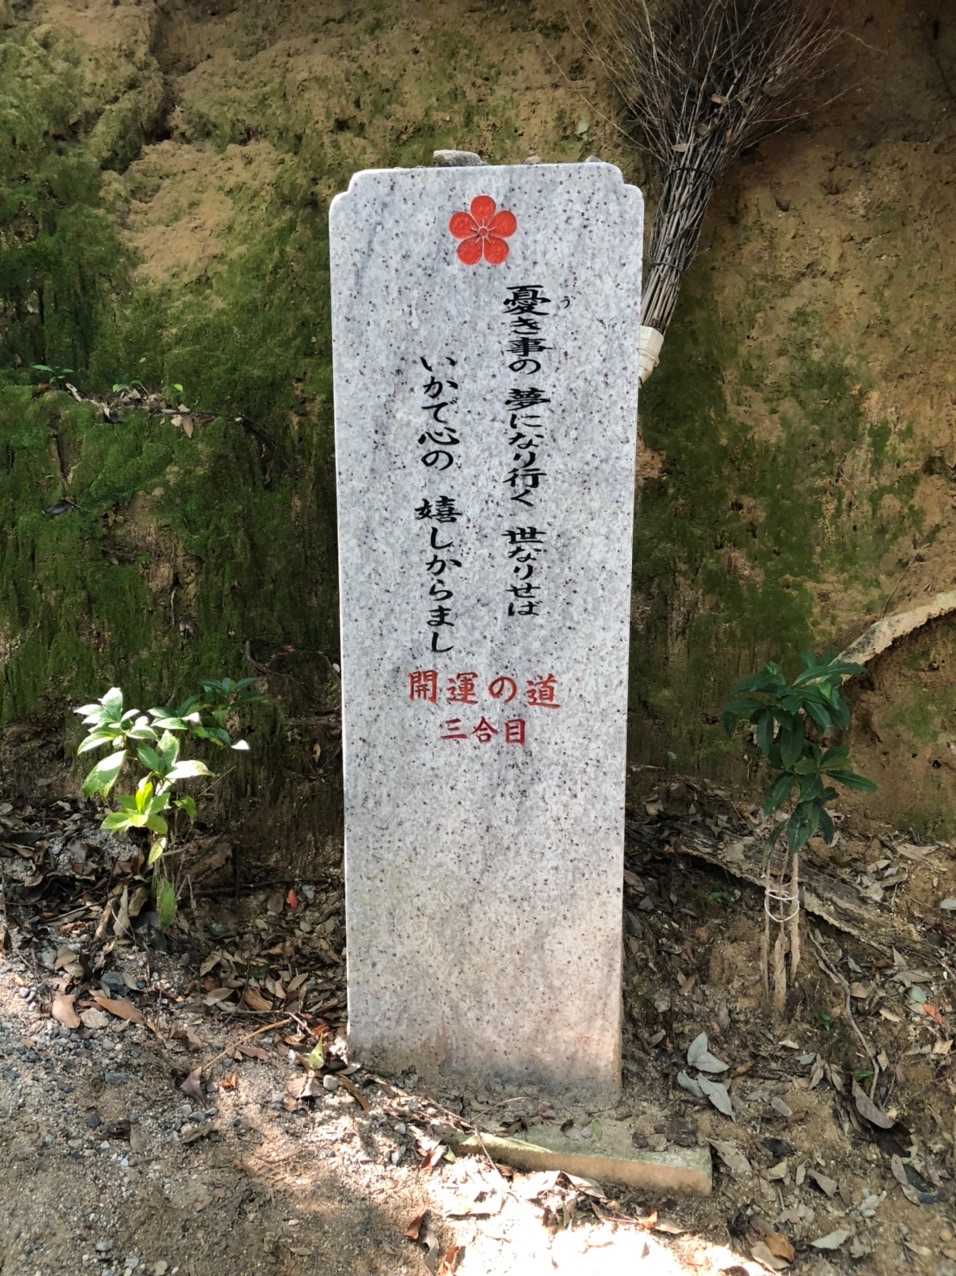 憂き事の 夢になり行く 世なりせば
う
いかで心の 嬉しからまし
開運の道
三合目